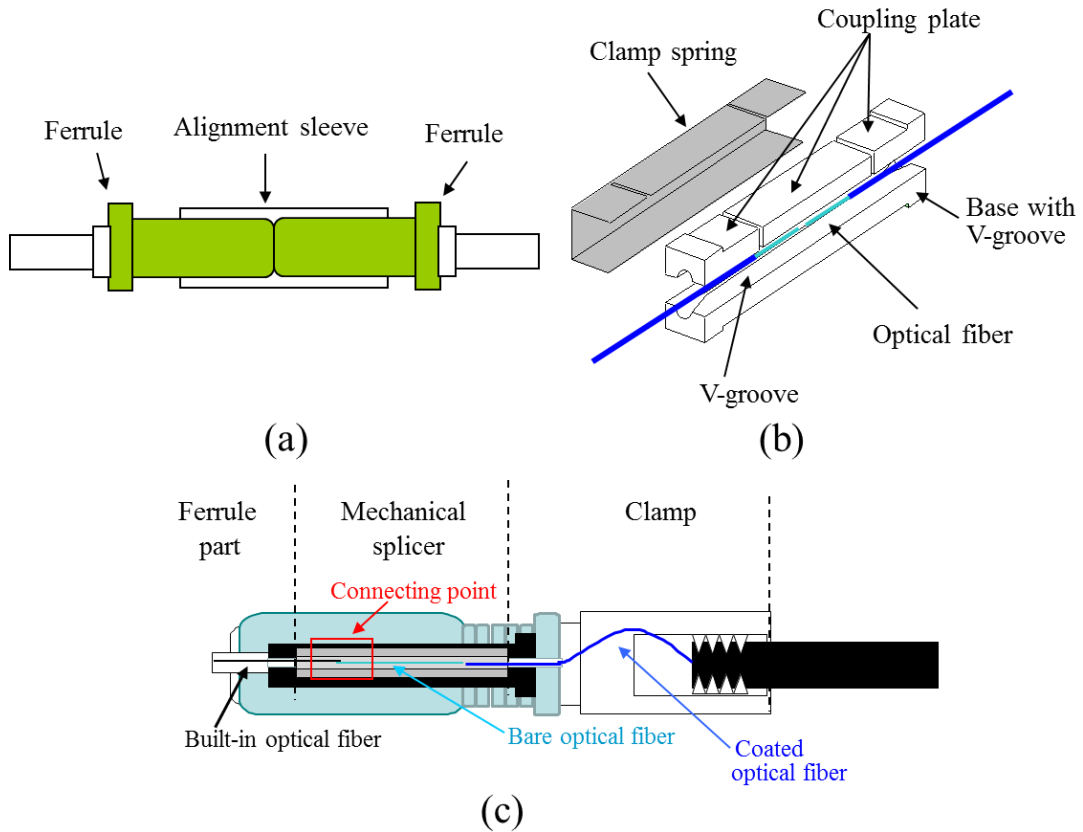 Ferrule
Alignment sleeve
Ferrule
(a)
Coupling plate
Clamp spring
Base with
V-groove
Optical fiber
V-groove
(b)
Ferrule
part
Mechanical
splicer
Clamp
Connecting point
Built-in optical fiber
Bare optical fiber
Coated
optical fiber
(c)